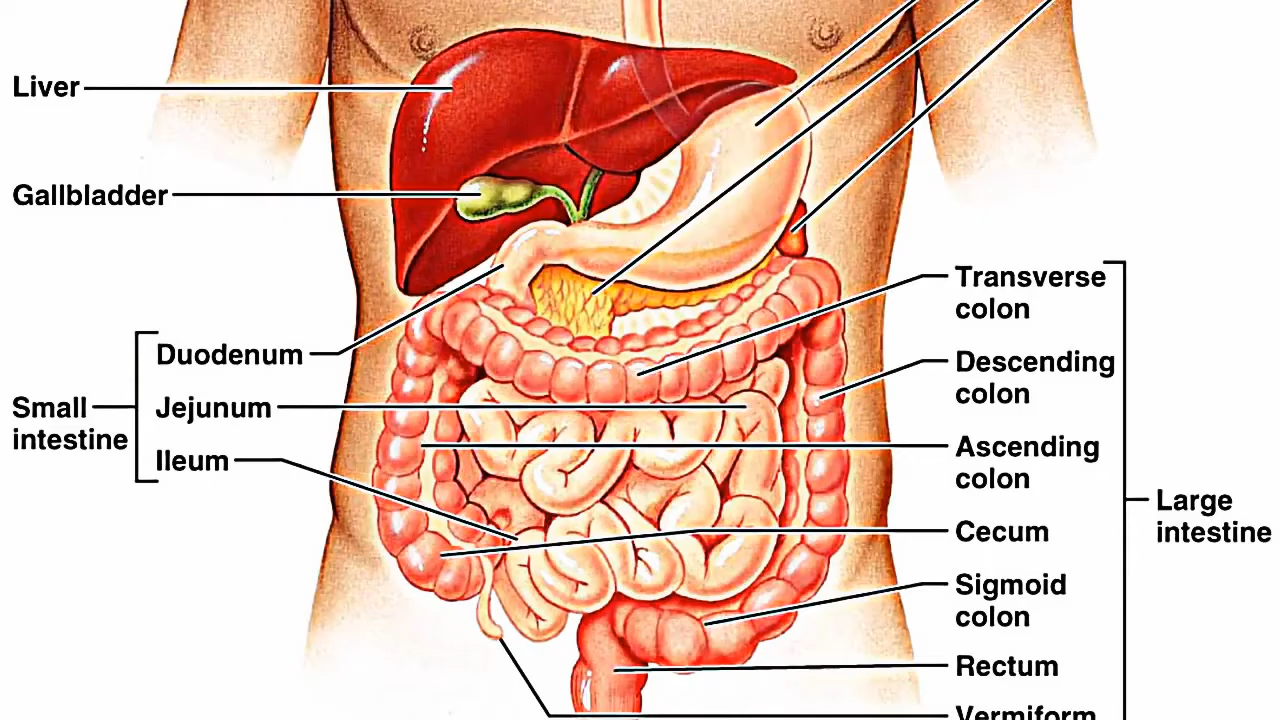 Liver
Gallbladder
Duodenum
Small
intestine
Jejunum
Ileum
Transverse
colon
Descending
colon
Ascending
colon
Cecum
Sigmoid
colon
Rectum
Vermiform
Large
intestine